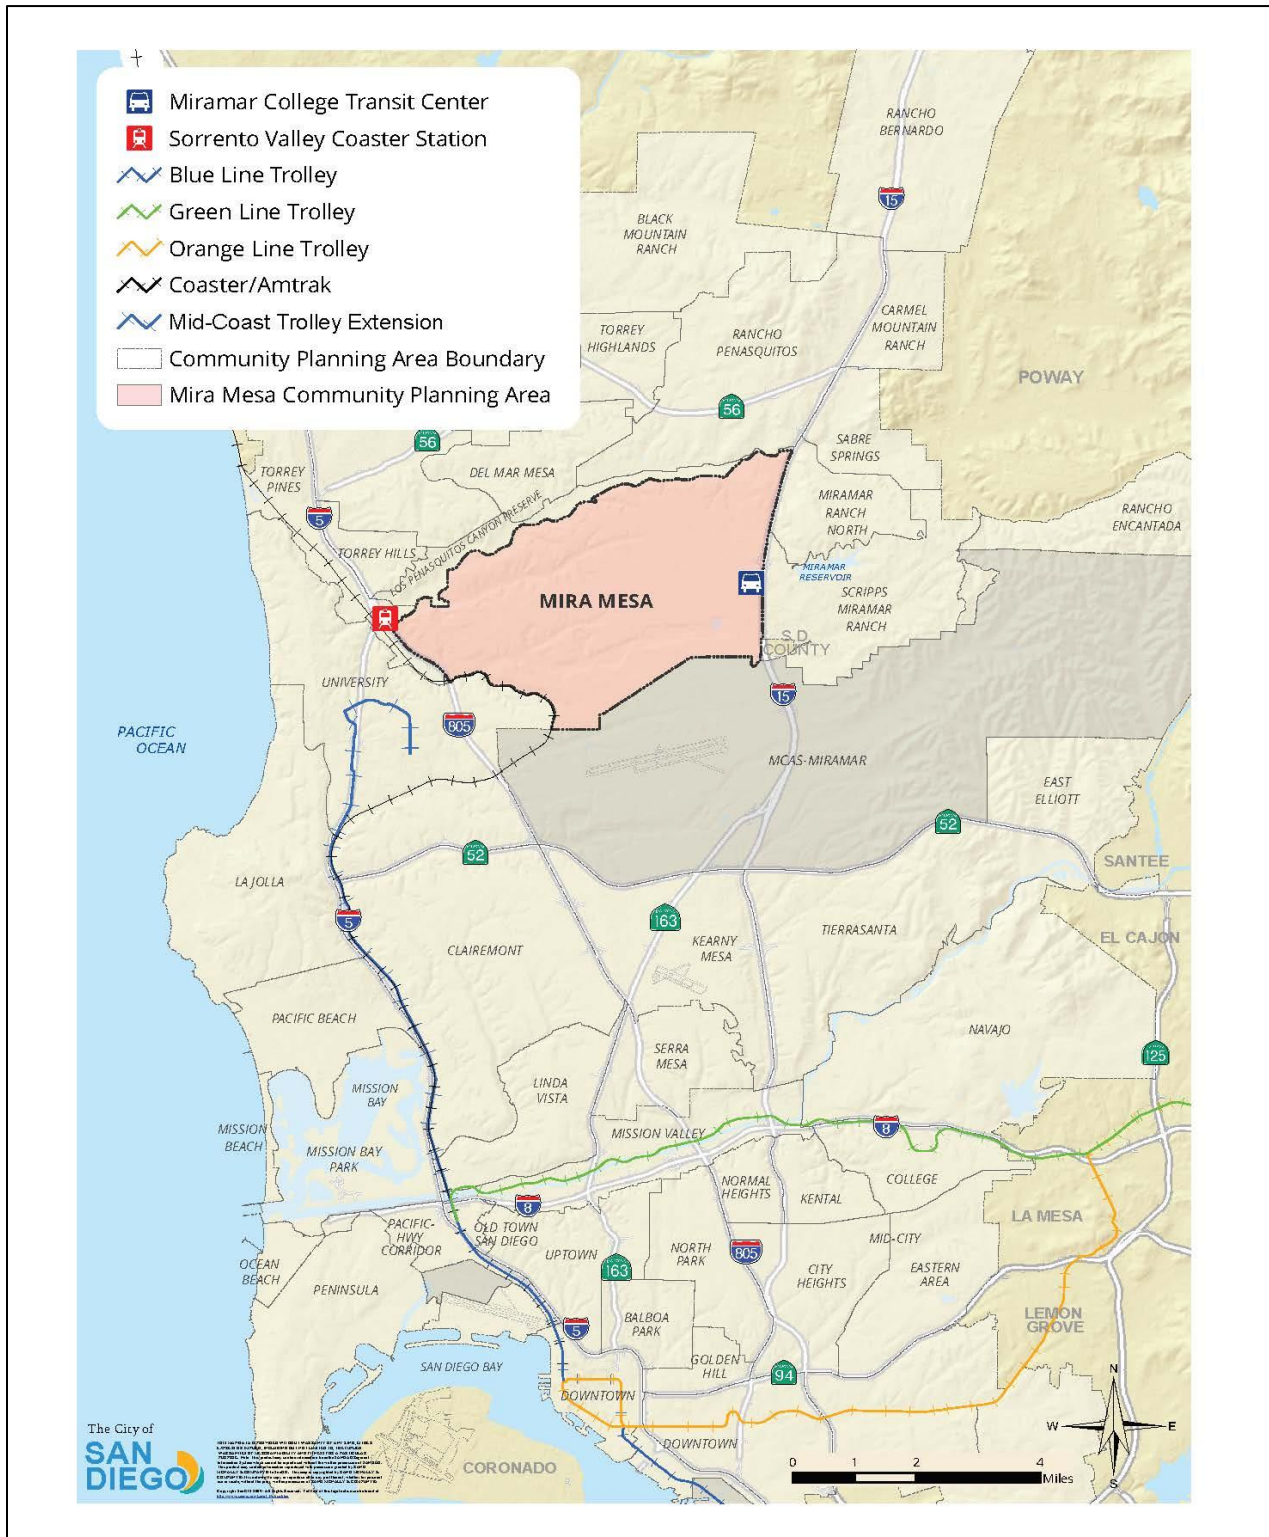 Miramar College Transit Center
Sorrento Valley Coaster Station
Blue Line Trolley
Green Line Trolley
Orange Line Trolley
Coaster/Amtrak
Mid-Coast Trolley Extension
Community Planning Area Boundary
Mira Mesa Community Planning Area
RANCHO
BERNARDO
15
BLACK
MOUNTAIN
RANCH
TORREY
HIGHLANDS
RANCHO
PENASQUITOS
CARMEL
MOUNTAIN
RANCH
POWAY
56
56
SABRE
SPRINGS
TORREY
PINES
DEL MAR MESA
MIRAMAR
RANCH
NORTH
RANCHO
ENCANTADA
5
TORREY HILLS
LOS PENASQUITOS CANYON PRESERVE
MIRAMAR
RESERVOIR
MIRA MESA
SCRIPPS
MIRAMAR
RANCH
S.D.
COUNTY
UNIVERSITY
15
805
PACIFIC
OCEAN
MCAS-MIRAMAR
EAST
ELLIOTT
52
52
SANTEE
LA JOLLA
5
163
TIERRASANTA
EL CAJON
CLAIREMONT
KEARNY
MESA
PACIFIC BEACH
NAVAJO
SERRA
MESA
125
LINDA
VISTA
MISSION
BAY
MISSION
BEACH
MISSION VALLEY
8
MISSION BAY
PARK
NORMAL
HEIGHTS
KENTAL
COLLEGE
8
PACIFIC-
HWY
CORRIDOR
OLD TOWN
SAN DIEGO
LA MESA
UPTOWN
NORTH
PARK
805
MID-CITY
OCEAN
BEACH
163
CITY
HEIGHTS
EASTERN
AREA
PENINSULA
BALBOA
PARK
LEMON
GROVE
5
SAN DIEGO BAY
GOLDEN
HILL
94
DOWNTOWN
N
W
E
S
DOWNTOWN
CORONADO
0 1 2 4
Miles
The City of
SAN
DIEGO